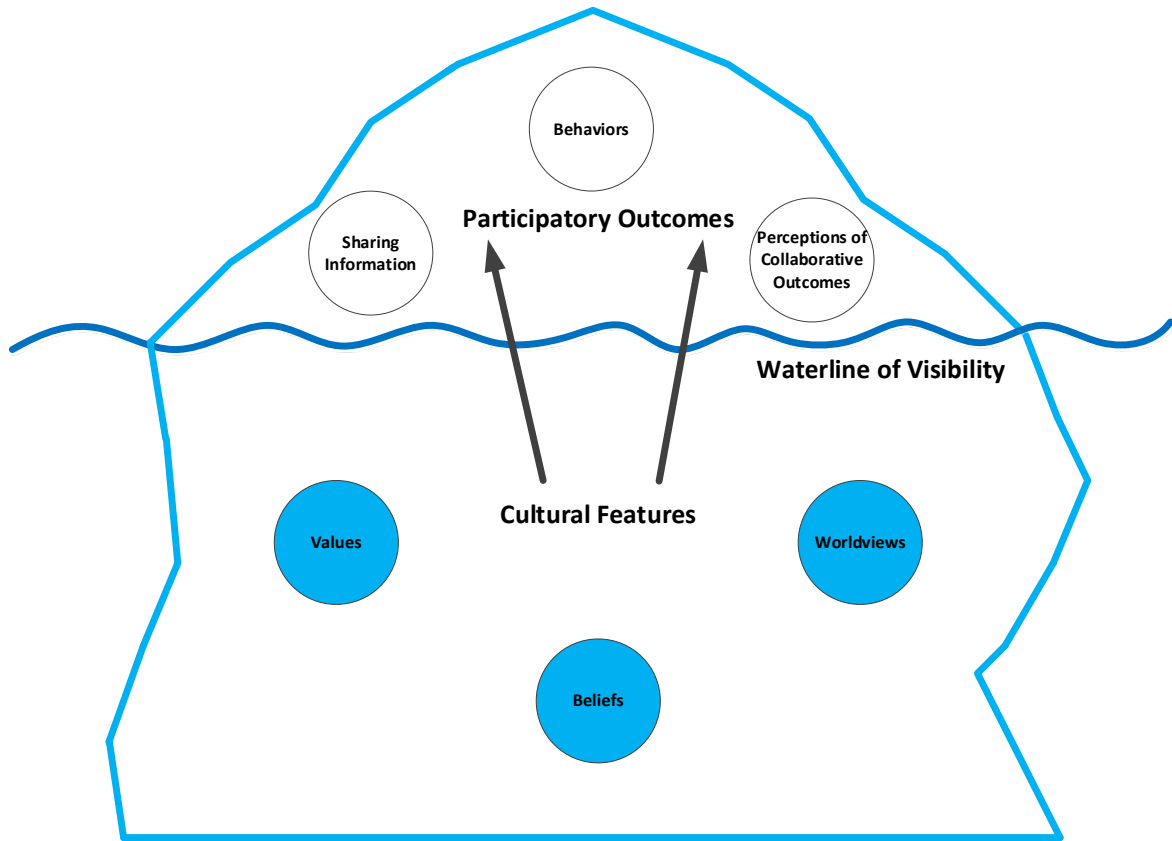 Behaviors
Participatory Outcomes
Sharing
Information
Perceptions of
Collaborative
Outcomes
Waterline of Visibility
Cultural Features
Values
Worldviews
Beliefs